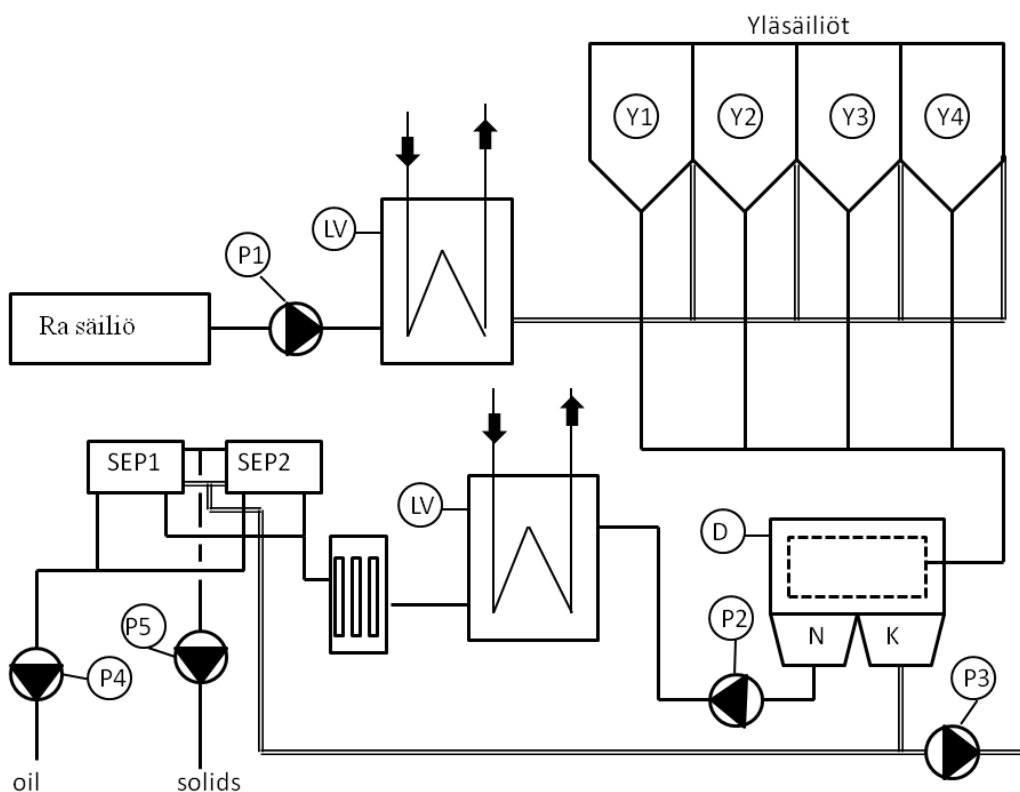 Yläsäiliöt
Y1
Y2
Y3
Y4
LV
P1
Ra säiliö
SEP1
SEP2
LV
D
P5
P2
N
K
P4
P3
oil
solids